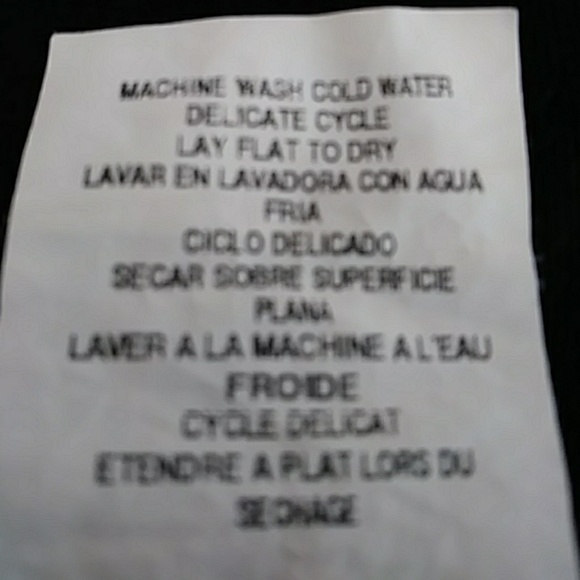 MACHINE WASH COLD WATER
DELICATE CYCLE
LAY FLAT TO DRY
LAVAR EN LAVADORA CON AGUA
FRIA
CICLO DELICADO
SECAR SOBRE SUPERFICIE
PLANA
LAVER A LA MACHINE A L'EAU
FROIDE
CYCLE DELICAT
ETENDRE A PLAT LORS DU